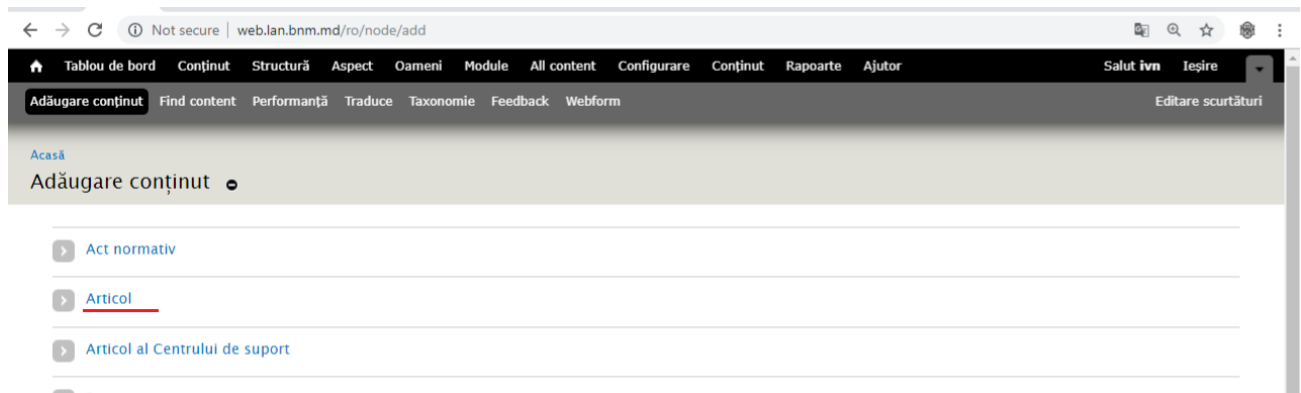 Not secure | web.lan.bnm.md/ro/node/add
Tablou de bord Conținut Structură Aspect Oameni Module All content Configurare Conținut Rapoarte Ajutor Salut ivn Ieșire
Adăugare conținut Find content Performanță Traduce Taxonomie Feedback Webform Editare scurtături
Acasă
Adăugare conținut
Act normativ
Articol
Articol al Centrului de suport